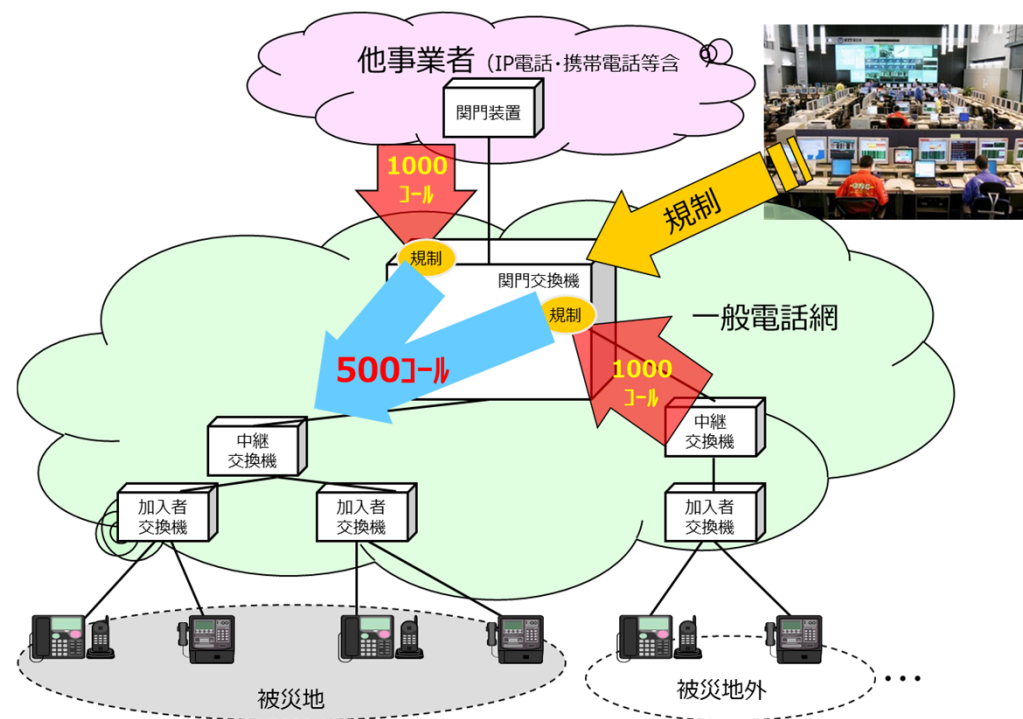 他事業者（IP電話・携帯電話等含
関門装置
1000
ｺｰﾙ
規制
規制
関門交換機
規制
一般電話網
500ｺｰﾙ
1000
ｺｰﾙ
中継
交換機
中継
交換機
加入者
交換機
加入者
交換機
加入者
交換機
被災地
被災地外
・・・